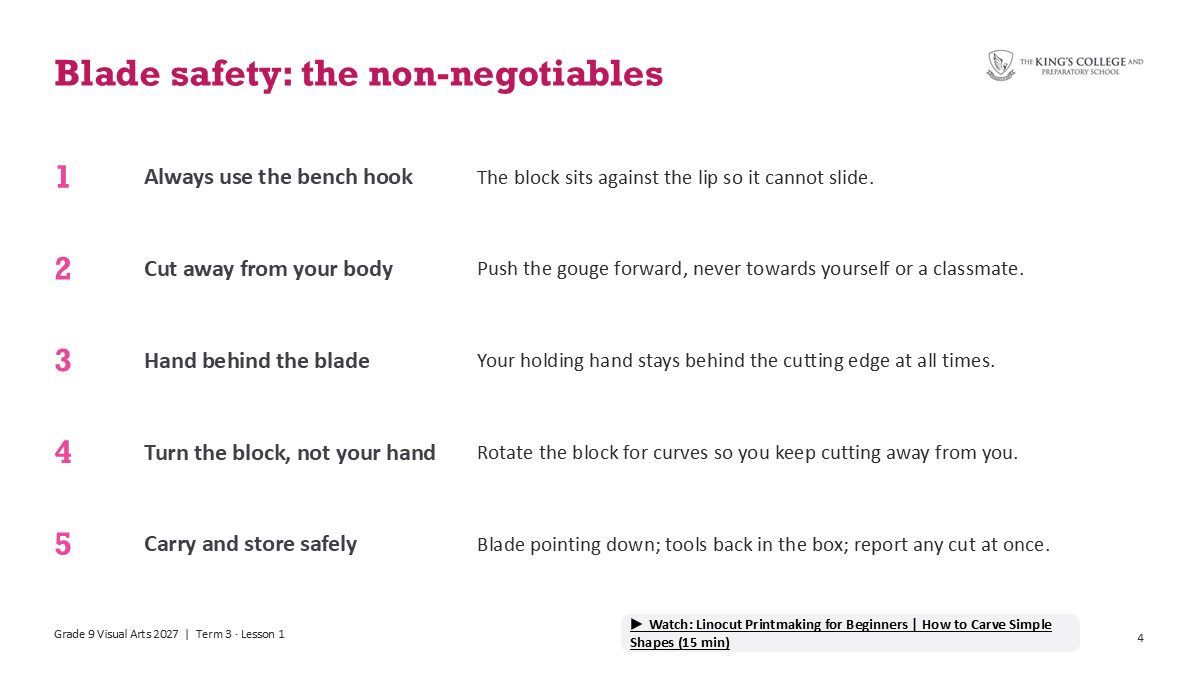 Blade safety: the non-negotiables
THE KING'S COLLEGE AND
PREPARATORY SCHOOL
1 Always use the bench hook The block sits against the lip so it cannot slide.
2 Cut away from your body Push the gouge forward, never towards yourself or a classmate.
3 Hand behind the blade Your holding hand stays behind the cutting edge at all times.
4 Turn the block, not your hand Rotate the block for curves so you keep cutting away from you.
5 Carry and store safely Blade pointing down; tools back in the box; report any cut at once.
Grade 9 Visual Arts 2027 | Term 3 · Lesson 1
▶ Watch: Linocut Printmaking for Beginners | How to Carve Simple
Shapes (15 min)
4